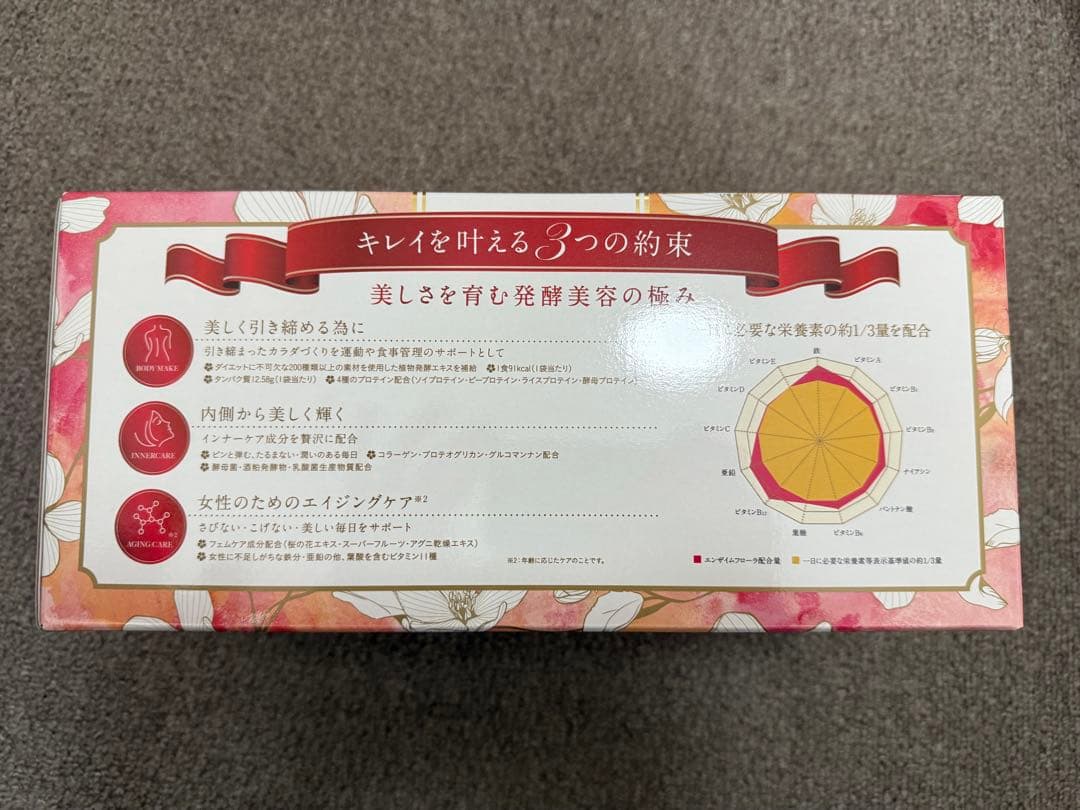 キレイを叶える3つの約束
美しさを育む発酵美容の極み
BODY MAKE
美しく引き締める為に
引き締まったカラダづくりを運動や食事管理のサポートとして
ダイエットに不可欠な200種類以上の素材を使用した植物発酵エキスを補給 1食91kcal(1袋当たり)
タンパク質12.58g(1袋当たり) 4種のプロテイン配合(ソイプロテイン・ピープロテイン・ライスプロテイン・酵母プロテイン)
INNERCARE
内側から美しく輝く
インナーケア成分を贅沢に配合
ピンと弾む、たるまない・潤いのある毎日 コラーゲン・プロテオグリカン・グルコマンナン配合
酵母菌・酒粕発酵物・乳酸菌生産物質配合
AGING CARE ※2
女性のためのエイジングケア※2
さびない・こげない・美しい毎日をサポート
フェムケア成分配合(桜の花エキス・スーパーフルーツ・アグニ乾燥エキス)
女性に不足しがちな鉄分・亜鉛の他、葉酸を含むビタミン11種
※2:年齢に応じたケアのことです。
に必要な栄養素の約1/3量を配合
鉄
ビタミンA
ビタミンB₁
ビタミンB₂
ナイアシン
パントテン酸
ビタミンB₆
葉酸
ビタミンB₁₂
亜鉛
ビタミンC
ビタミンD
ビタミンE
エンザイムフローラ配合量
一日に必要な栄養素等表示基準値の約1/3量